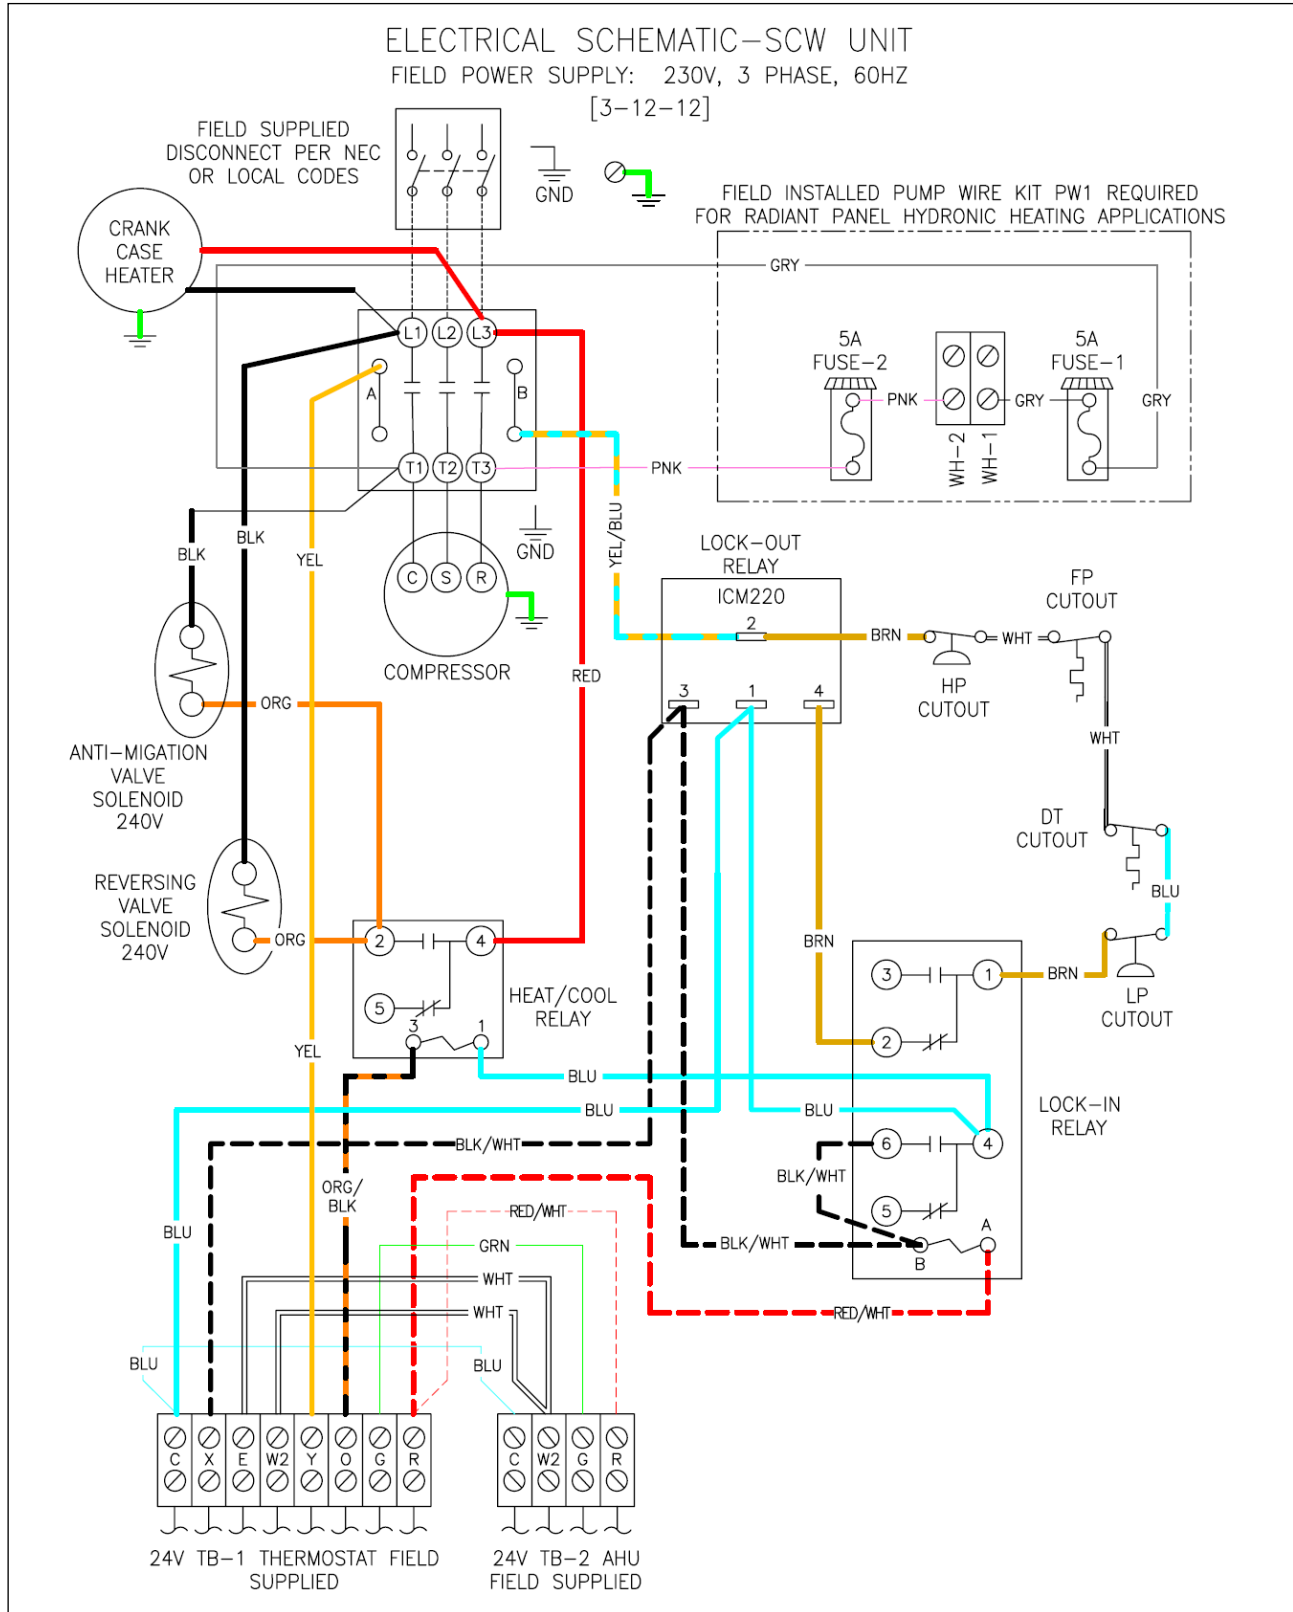 ELECTRICAL SCHEMATIC-SCW UNIT
FIELD POWER SUPPLY: 230V, 3 PHASE, 60HZ
[3-12-12]
FIELD SUPPLIED
DISCONNECT PER NEC
OR LOCAL CODES
GND
FIELD INSTALLED PUMP WIRE KIT PW1 REQUIRED
FOR RADIANT PANEL HYDRONIC HEATING APPLICATIONS
CRANK
CASE
HEATER
GRY
L1 L2 L3
5A
FUSE-2
5A
FUSE-1
A
B
PNK
GRY
GRY
WH-2
WH-1
T1 T2 T3
PNK
BLK
BLK
YEL
GND
YEL/BLU
LOCK-OUT
RELAY
ICM220
C S R
COMPRESSOR
RED
2
BRN
HP
CUTOUT
WHT
FP
CUTOUT
3 1 4
ORG
ANTI-MIGATION
VALVE
SOLENOID
240V
WHT
DT
CUTOUT
BLU
REVERSING
VALVE
SOLENOID
240V
ORG
2
4
5
3
1
HEAT/COOL
RELAY
BRN
3
1
BRN
LP
CUTOUT
2
YEL
BLU
BLU
BLU
LOCK-IN
RELAY
BLK/WHT
6
4
BLK/WHT
ORG/
BLK
5
A
B
RED/WHT
BLU
GRN
BLK/WHT
WHT
WHT
RED/WHT
BLU
BLU
C X E W2 Y O G R
C W2 G R
24V TB-1 THERMOSTAT FIELD
SUPPLIED
24V TB-2 AHU
FIELD SUPPLIED